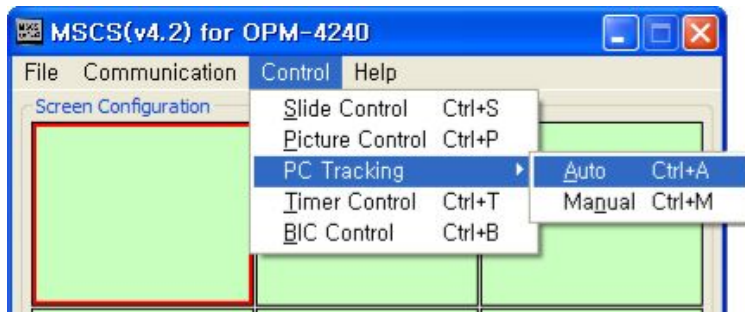 MSCS(v4.2) for OPM-4240
File Communication Control Help
Screen Configuration
Slide Control Ctrl+S
Picture Control Ctrl+P
PC Tracking
Auto Ctrl+A
Manual Ctrl+M
Timer Control Ctrl+T
BIC Control Ctrl+B